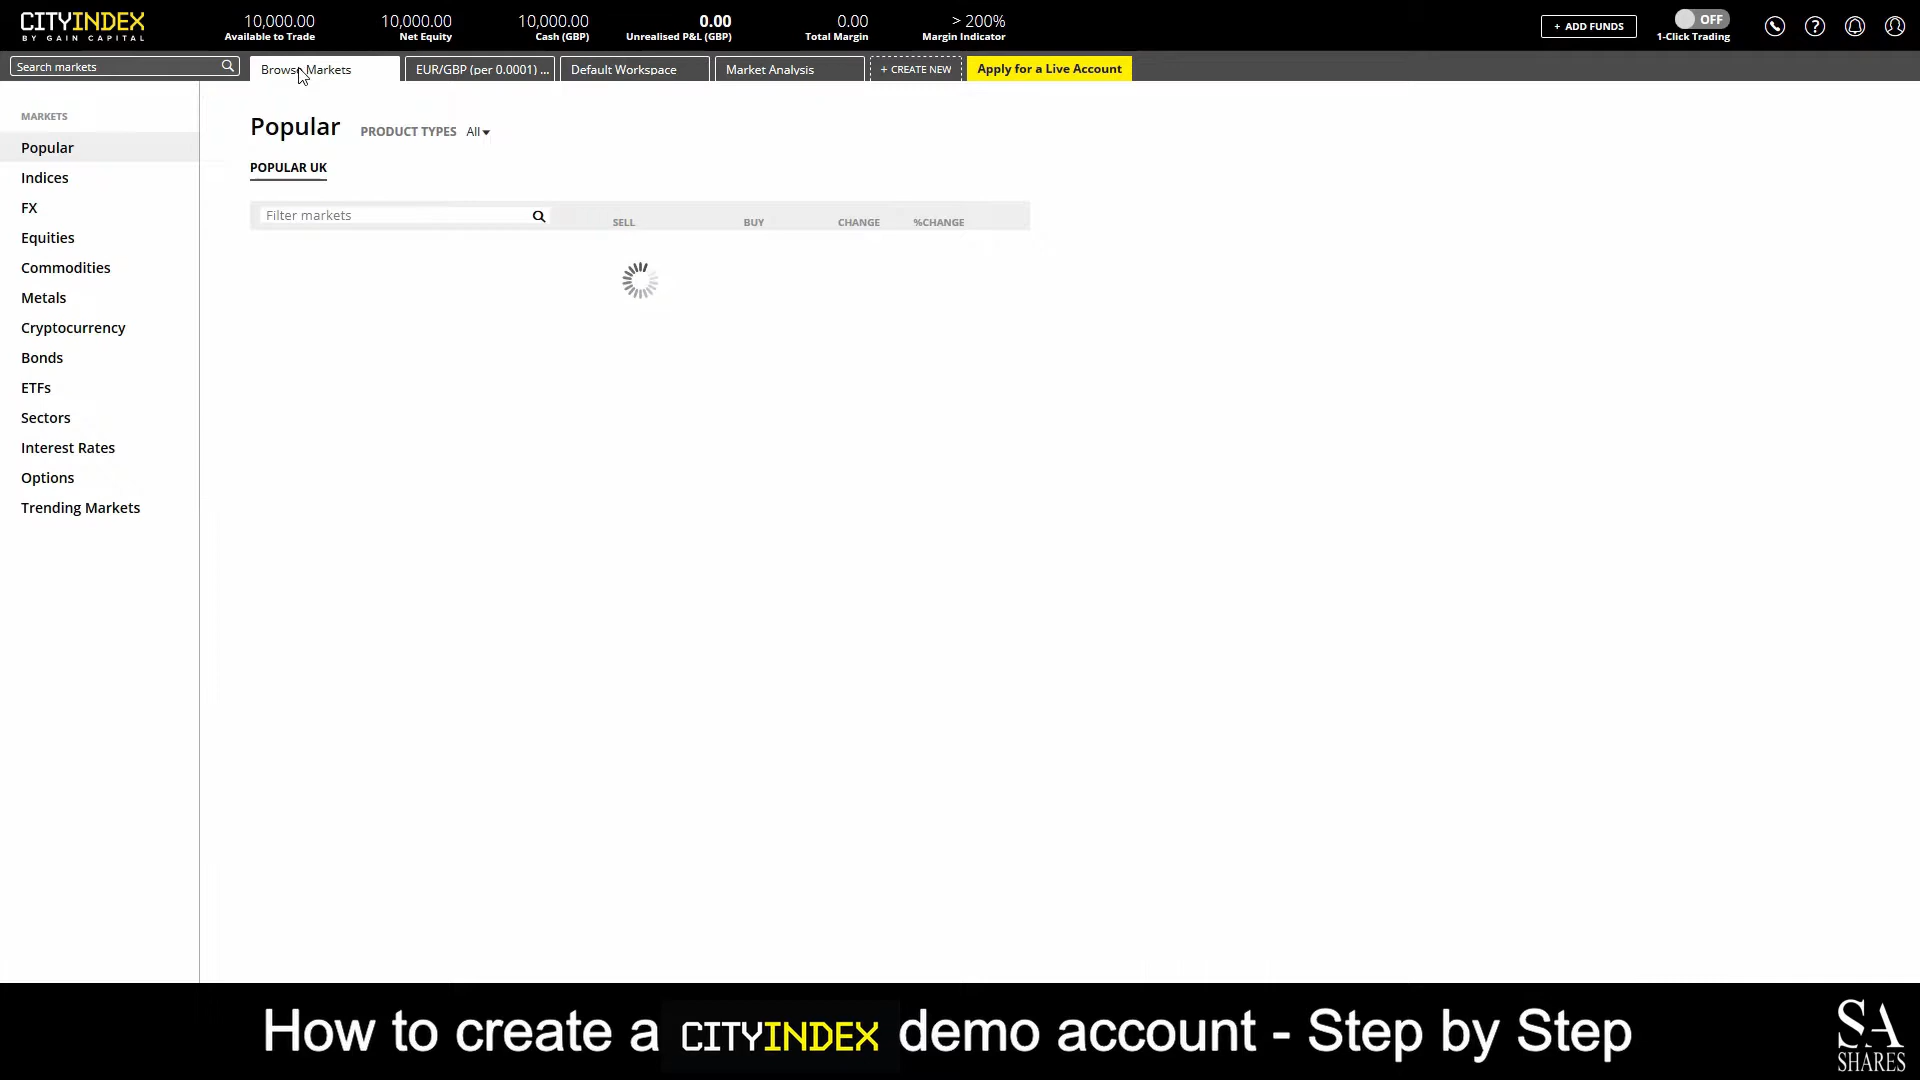 CITYINDEX
BY GAIN CAPITAL
10,000.00
Available to Trade
10,000.00
Net Equity
10,000.00
Cash (GBP)
0.00
Unrealised P&L (GBP)
0.00
Total Margin
> 200%
Margin Indicator
+ ADD FUNDS
OFF
1-Click Trading
Search markets
Browse Markets
EUR/GBP (per 0.0001) ...
Default Workspace
Market Analysis
+ CREATE NEW
Apply for a Live Account
MARKETS
Popular
Indices
FX
Equities
Commodities
Metals
Cryptocurrency
Bonds
ETFs
Sectors
Interest Rates
Options
Trending Markets
Popular
PRODUCT TYPES All
POPULAR UK
Filter markets
SELL
BUY
CHANGE
%CHANGE
How to create a CITYINDEX demo account - Step by Step
SA
SHARES